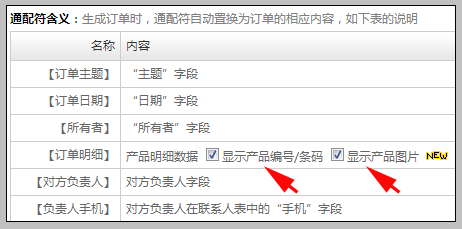 通配符含义：生成订单时，通配符自动置换为订单的相应内容，如下表的说明
名称 内容
【订单主题】 “主题”字段
【订单日期】 “日期”字段
【所有者】 “所有者”字段
【订单明细】 产品明细数据 显示产品编号/条码 显示产品图片 NEW
【对方负责人】 对方负责人字段
【负责人手机】 对方负责人在联系人表中的“手机”字段